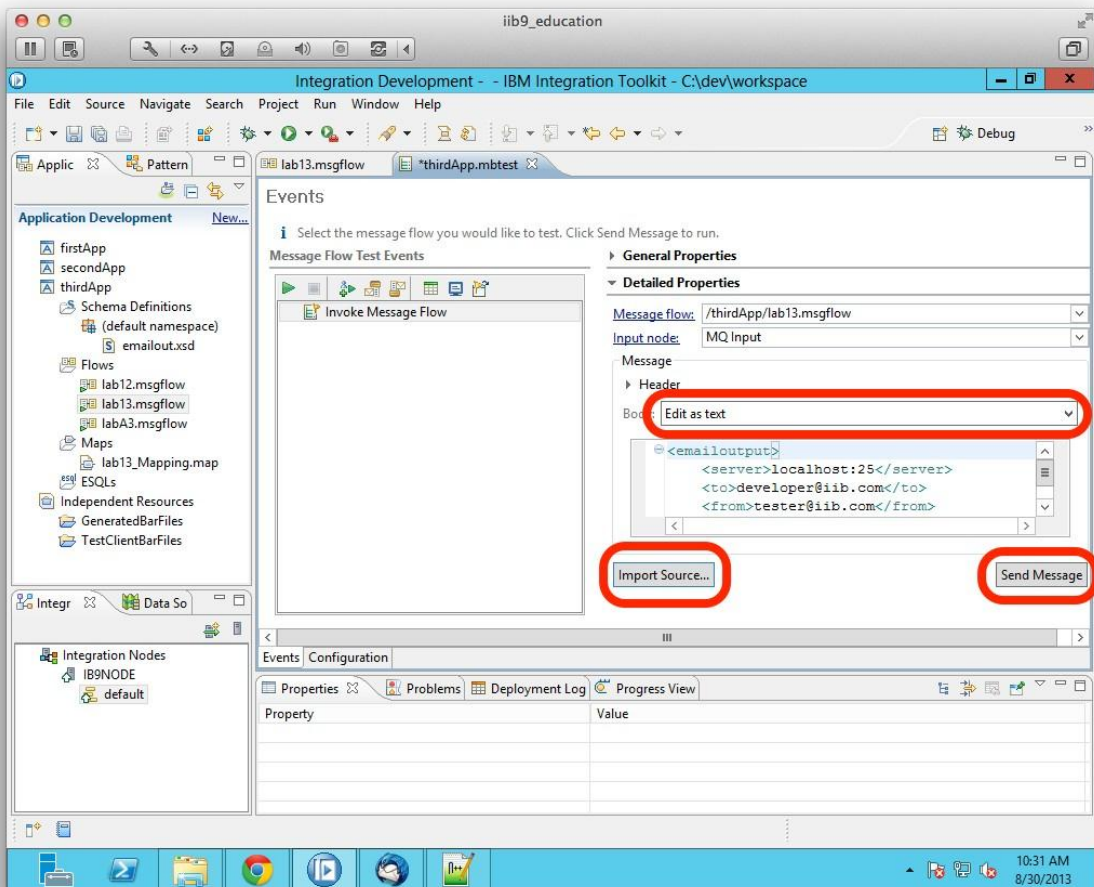 iib9_education
Integration Development - - IBM Integration Toolkit - C:\dev\workspace
File Edit Source Navigate Search Project Run Window Help
Debug
Applic
Pattern
lab13.msgflow
*thirdApp.mbtest
Application Development
New...
firstApp
secondApp
thirdApp
Schema Definitions
(default namespace)
emailout.xsd
Flows
lab12.msgflow
lab13.msgflow
labA3.msgflow
Maps
lab13_Mapping.map
ESQLs
Independent Resources
GeneratedBarFiles
TestClientBarFiles
Events
Select the message flow you would like to test. Click Send Message to run.
Message Flow Test Events
Invoke Message Flow
General Properties
Detailed Properties
Message flow: /thirdApp/lab13.msgflow
Input node: MQ Input
Message
Header
Body: Edit as text
<emailoutput>
<server>localhost:25</server>
<to>developer@iib.com</to>
<from>tester@iib.com</from>
Import Source...
Send Message
Events Configuration
Integr
Data So
Integration Nodes
IB9NODE
default
Properties
Problems
Deployment Log
Progress View
Property Value
10:31 AM
8/30/2013